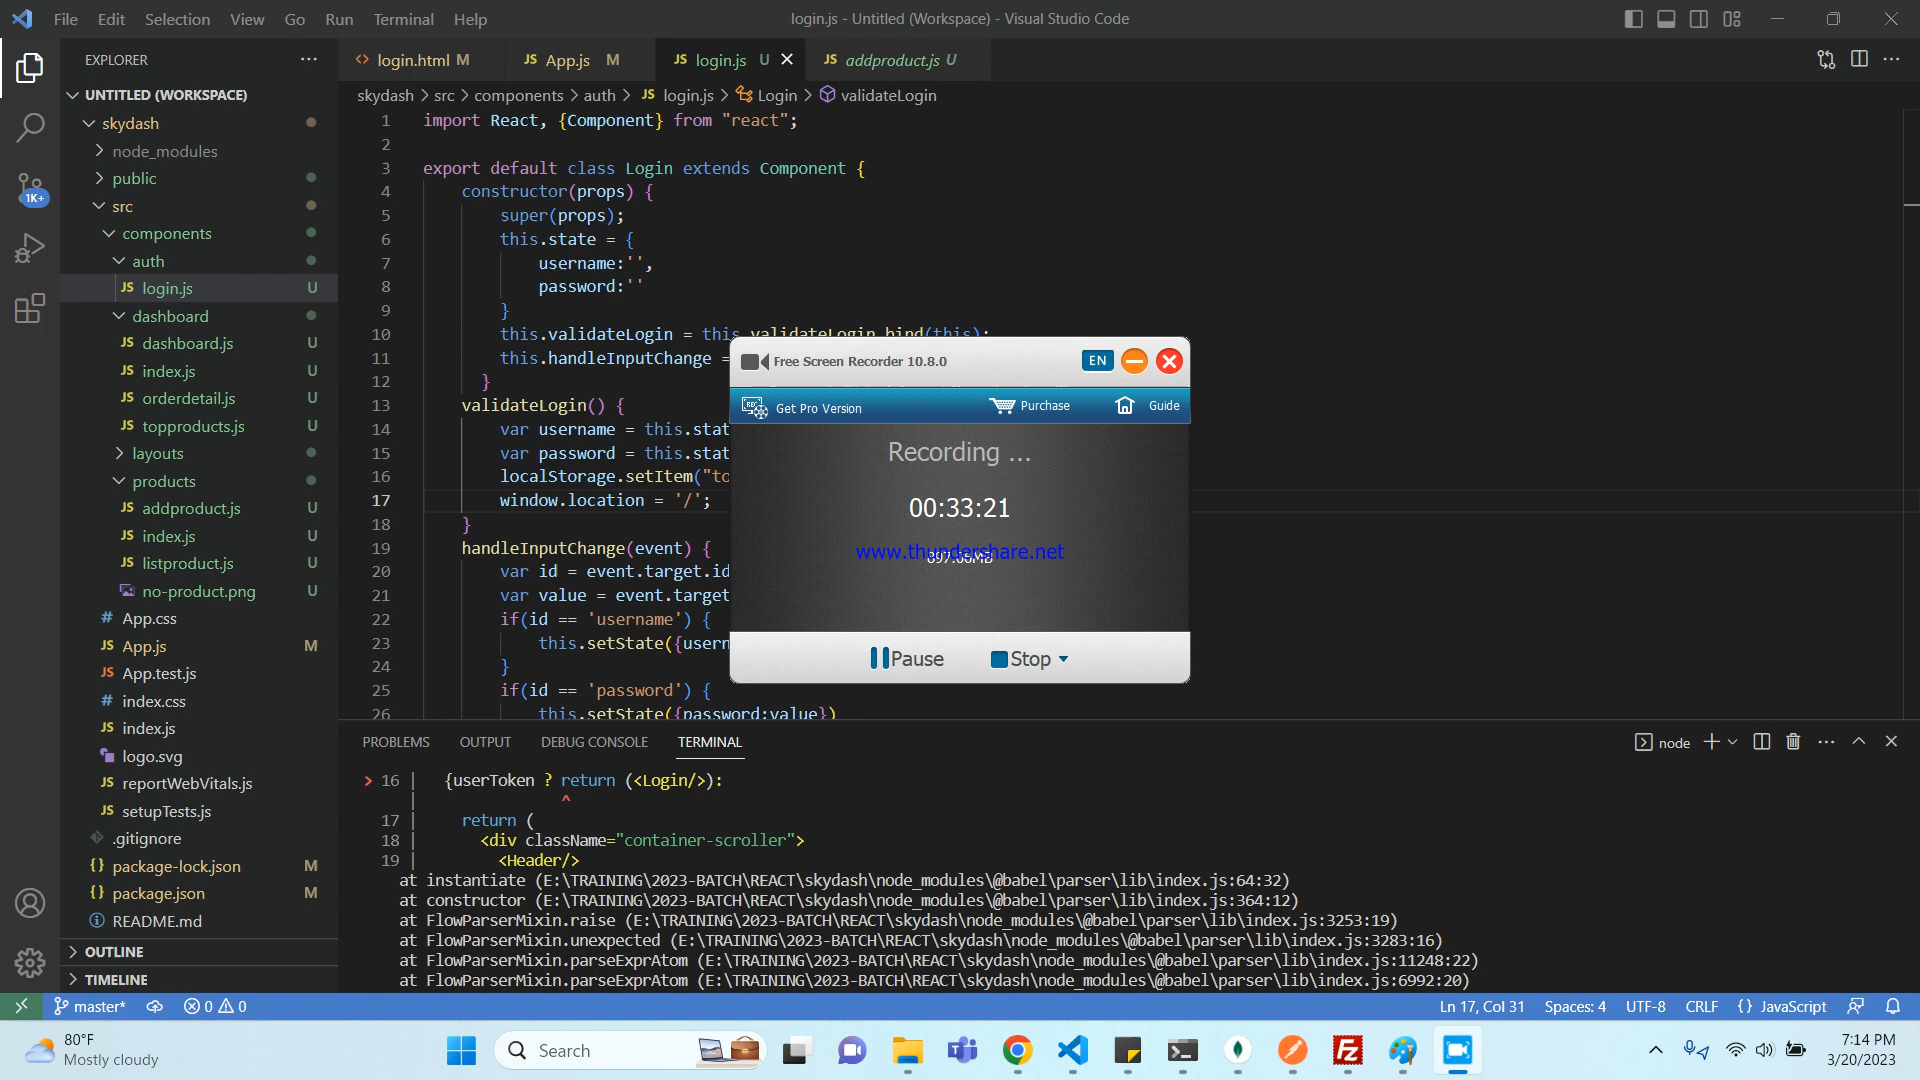 File Edit Selection View Go Run Terminal Help
login.js - Untitled (Workspace) - Visual Studio Code
EXPLORER
UNTITLED (WORKSPACE)
skydash
node_modules
public
src
components
auth
login.js U
dashboard
dashboard.js U
index.js U
orderdetail.js U
topproducts.js U
layouts
products
addproduct.js U
index.js U
listproduct.js U
no-product.png U
App.css
App.js M
App.test.js
index.css
index.js
logo.svg
reportWebVitals.js
setupTests.js
.gitignore
package-lock.json M
package.json M
README.md
OUTLINE
TIMELINE
1K+
login.html M
App.js M
login.js U
addproduct.js U
skydash > src > components > auth > JS login.js > Login > validateLogin
1 import React, {Component} from "react";
2
3 export default class Login extends Component {
4 constructor(props) {
5 super(props);
6 this.state = {
7 username:'',
8 password:''
9 }
10 this.validateLogin = this.validateLogin.bind(this);
11 this.handleInputChange =
12 }
13 validateLogin() {
14 var username = this.stat
15 var password = this.stat
16 localStorage.setItem("to
17 window.location = '/';
18 }
19 handleInputChange(event) {
20 var id = event.target.id
21 var value = event.target
22 if(id == 'username') {
23 this.setState({usern
24 }
25 if(id == 'password') {
26 this.setState({password:value})
Free Screen Recorder 10.8.0
EN
Get Pro Version
Purchase
Guide
Recording ...
00:33:21
www.thundershare.net
Pause
Stop
PROBLEMS OUTPUT DEBUG CONSOLE TERMINAL
node
> 16 | {userToken ? return (<Login/>):
| ^
17 | return (
18 | <div className="container-scroller">
19 | <Header/>
at instantiate (E:\TRAINING\2023-BATCH\REACT\skydash\node_modules\@babel\parser\lib\index.js:64:32)
at constructor (E:\TRAINING\2023-BATCH\REACT\skydash\node_modules\@babel\parser\lib\index.js:364:12)
at FlowParserMixin.raise (E:\TRAINING\2023-BATCH\REACT\skydash\node_modules\@babel\parser\lib\index.js:3253:19)
at FlowParserMixin.unexpected (E:\TRAINING\2023-BATCH\REACT\skydash\node_modules\@babel\parser\lib\index.js:3283:16)
at FlowParserMixin.parseExprAtom (E:\TRAINING\2023-BATCH\REACT\skydash\node_modules\@babel\parser\lib\index.js:11248:22)
at FlowParserMixin.parseExprAtom (E:\TRAINING\2023-BATCH\REACT\skydash\node_modules\@babel\parser\lib\index.js:6992:20)
master* 0 0
Ln 17, Col 31 Spaces: 4 UTF-8 CRLF {} JavaScript
80°F
Mostly cloudy
Search
7:14 PM
3/20/2023